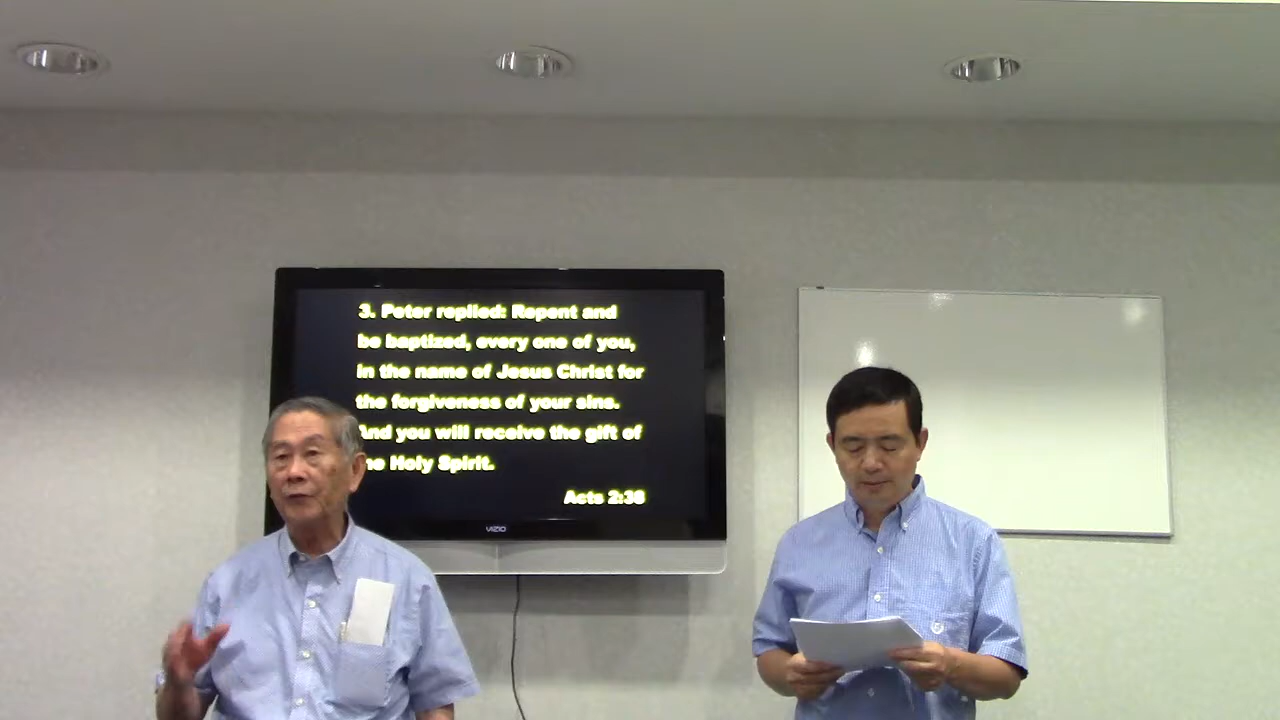 3. Peter replied: Repent and
be baptized, every one of you,
in the name of Jesus Christ for
the forgiveness of your sins.
And you will receive the gift of
he Holy Spirit.
Acts 2:38
VIZIO